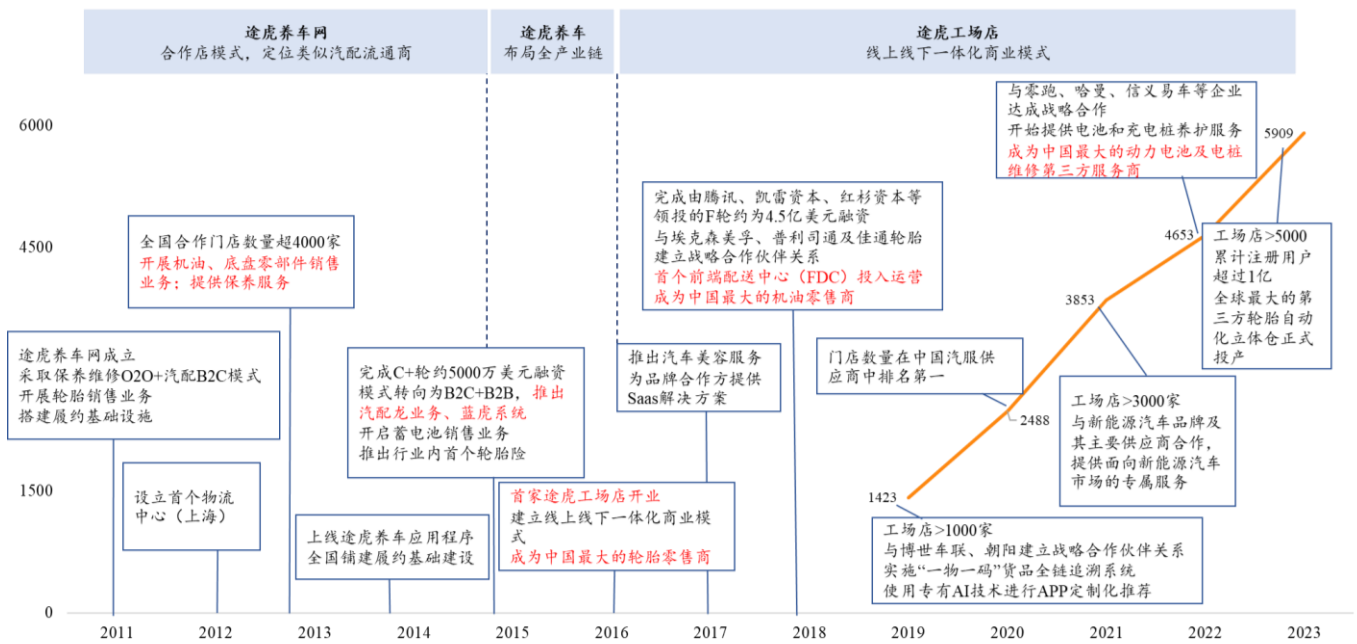 途虎养车网
合作店模式，定位类似汽配流通商
途虎养车
布局全产业链
途虎工场店
线上线下一体化商业模式
6000
4500
1500
0
途虎养车网成立
采取保养维修O2O+汽配B2C模式
开展轮胎销售业务
搭建履约基础设施
设立首个物流
中心（上海）
全国合作门店数量超4000家
开展机油、底盘零部件销售
业务；提供保养服务
上线途虎养车应用程序
全国铺建履约基础建设
完成C+轮约5000万美元融资
模式转向为B2C+B2B，推出
汽配龙业务、蓝虎系统
开启蓄电池销售业务
推出行业内首个轮胎险
首家途虎工场店开业
建立线上线下一体化商业模
式
成为中国最大的轮胎零售商
推出汽车美容服务
为品牌合作方提供
Saas解决方案
完成由腾讯、凯雷资本、红杉资本等
领投的F轮约为4.5亿美元融资
与埃克森美孚、普利司通及佳通轮胎
建立战略合作伙伴关系
首个前端配送中心（FDC）投入运营
成为中国最大的机油零售商
1423
工场店>1000家
与博世车联、朝阳建立战略合作伙伴关系
实施“一物一码”货品全链追溯系统
使用专有AI技术进行APP定制化推荐
门店数量在中国汽服供
应商中排名第一
2488
3853
工场店>3000家
与新能源汽车品牌及
其主要供应商合作，
提供面向新能源汽车
市场的专属服务
与零跑、哈曼、信义易车等企业
达成战略合作
开始提供电池和充电桩养护服务
成为中国最大的动力电池及电桩
维修第三方服务商
4653
5909
工场店>5000
累计注册用户
超过1亿
全球最大的第
三方轮胎自动
化立体仓正式
投产
2011
2012
2013
2014
2015
2016
2017
2018
2019
2020
2021
2022
2023